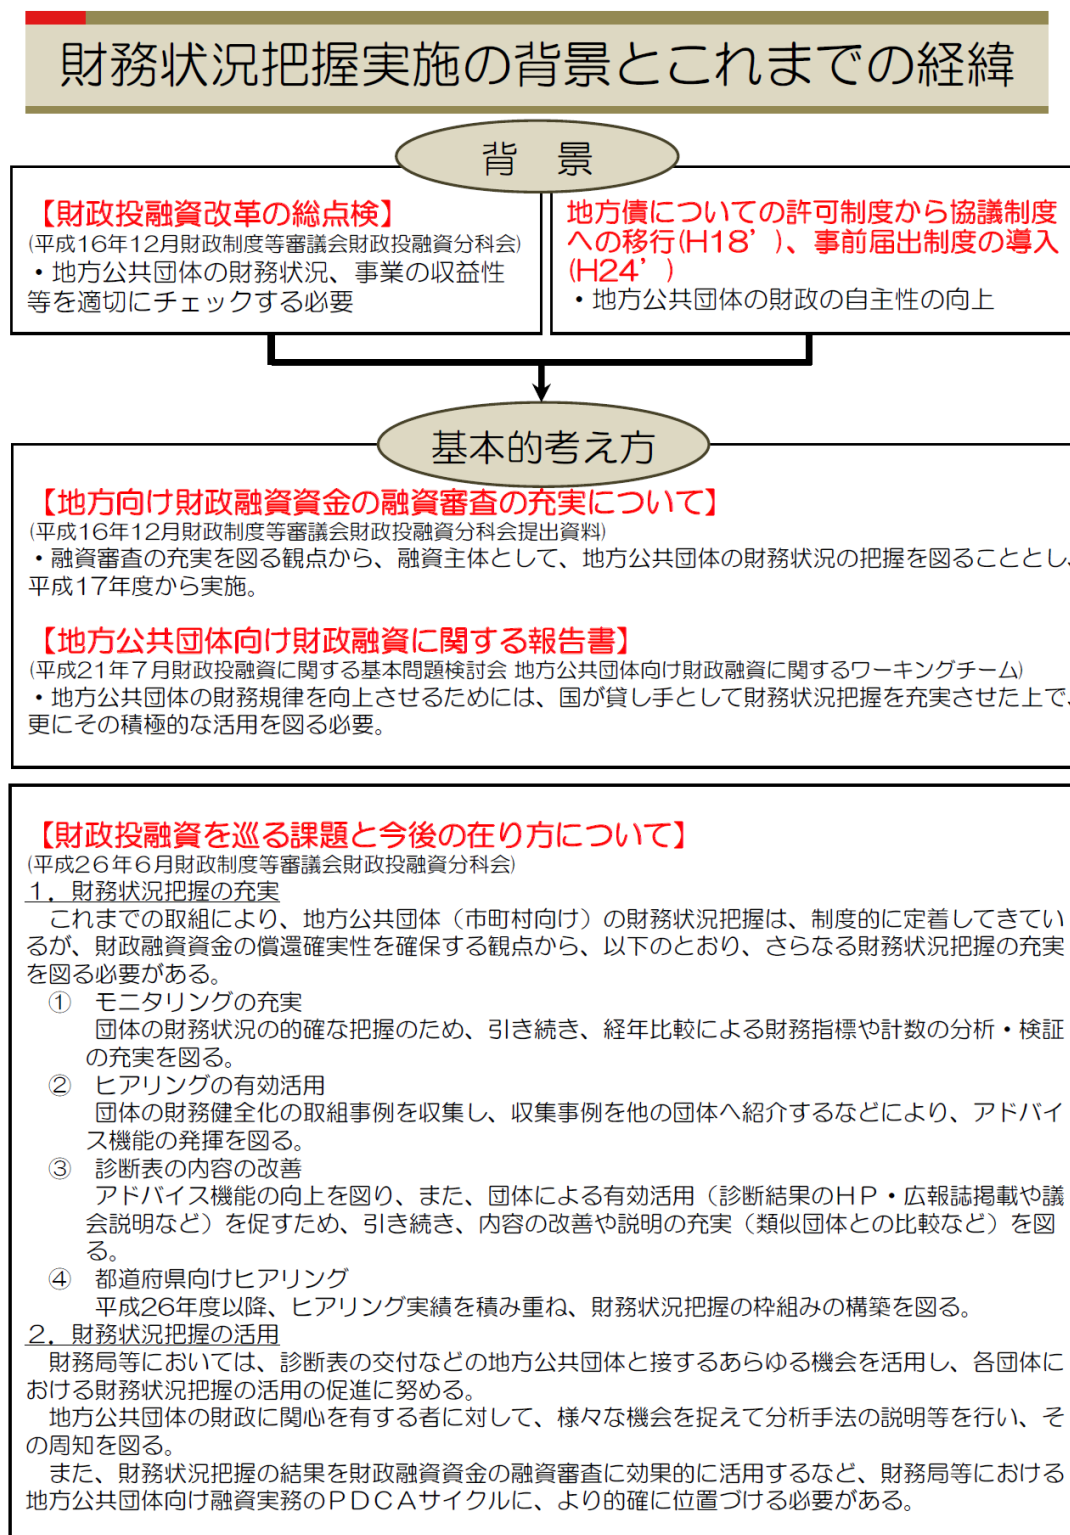 財務状況把握実施の背景とこれまでの経緯
背　景
【財政投融資改革の総点検】
(平成16年12月財政制度等審議会財政投融資分科会)
・地方公共団体の財務状況、事業の収益性
等を適切にチェックする必要
地方債についての許可制度から協議制度
への移行(H18’)、事前届出制度の導入
(H24’)
・地方公共団体の財政の自主性の向上
基本的考え方
【地方向け財政融資資金の融資審査の充実について】
(平成16年12月財政制度等審議会財政投融資分科会提出資料)
・融資審査の充実を図る観点から、融資主体として、地方公共団体の財務状況の把握を図ることとし、
平成17年度から実施。
【地方公共団体向け財政融資に関する報告書】
(平成21年７月財政投融資に関する基本問題検討会 地方公共団体向け財政融資に関するワーキングチーム)
・地方公共団体の財務規律を向上させるためには、国が貸し手として財務状況把握を充実させた上で、
更にその積極的な活用を図る必要。
【財政投融資を巡る課題と今後の在り方について】
(平成２６年６月財政制度等審議会財政投融資分科会)
１．財務状況把握の充実
　これまでの取組により、地方公共団体（市町村向け）の財務状況把握は、制度的に定着してきてい
るが、財政融資資金の償還確実性を確保する観点から、以下のとおり、さらなる財務状況把握の充実
を図る必要がある。
①　モニタリングの充実
団体の財務状況の的確な把握のため、引き続き、経年比較による財務指標や計数の分析・検証
の充実を図る。
②　ヒアリングの有効活用
団体の財務健全化の取組事例を収集し、収集事例を他の団体へ紹介するなどにより、アドバイ
ス機能の発揮を図る。
③　診断表の内容の改善
アドバイス機能の向上を図り、また、団体による有効活用（診断結果のＨＰ・広報誌掲載や議
会説明など）を促すため、引き続き、内容の改善や説明の充実（類似団体との比較など）を図
る。
④　都道府県向けヒアリング
平成26年度以降、ヒアリング実績を積み重ね、財務状況把握の枠組みの構築を図る。
２．財務状況把握の活用
　財務局等においては、診断表の交付などの地方公共団体と接するあらゆる機会を活用し、各団体に
おける財務状況把握の活用の促進に努める。
　地方公共団体の財政に関心を有する者に対して、様々な機会を捉えて分析手法の説明等を行い、そ
の周知を図る。
　また、財務状況把握の結果を財政融資資金の融資審査に効果的に活用するなど、財務局等における
地方公共団体向け融資実務のＰＤＣＡサイクルに、より的確に位置づける必要がある。